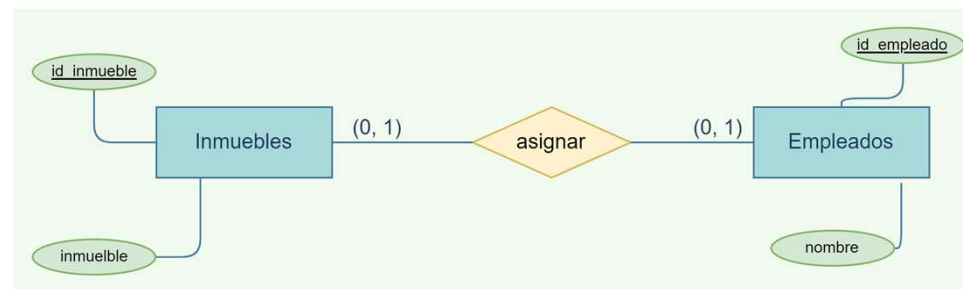 id_empleado
id_inmueble
(0, 1)
(0, 1)
Inmuebles
asignar
Empleados
inmuelble
nombre